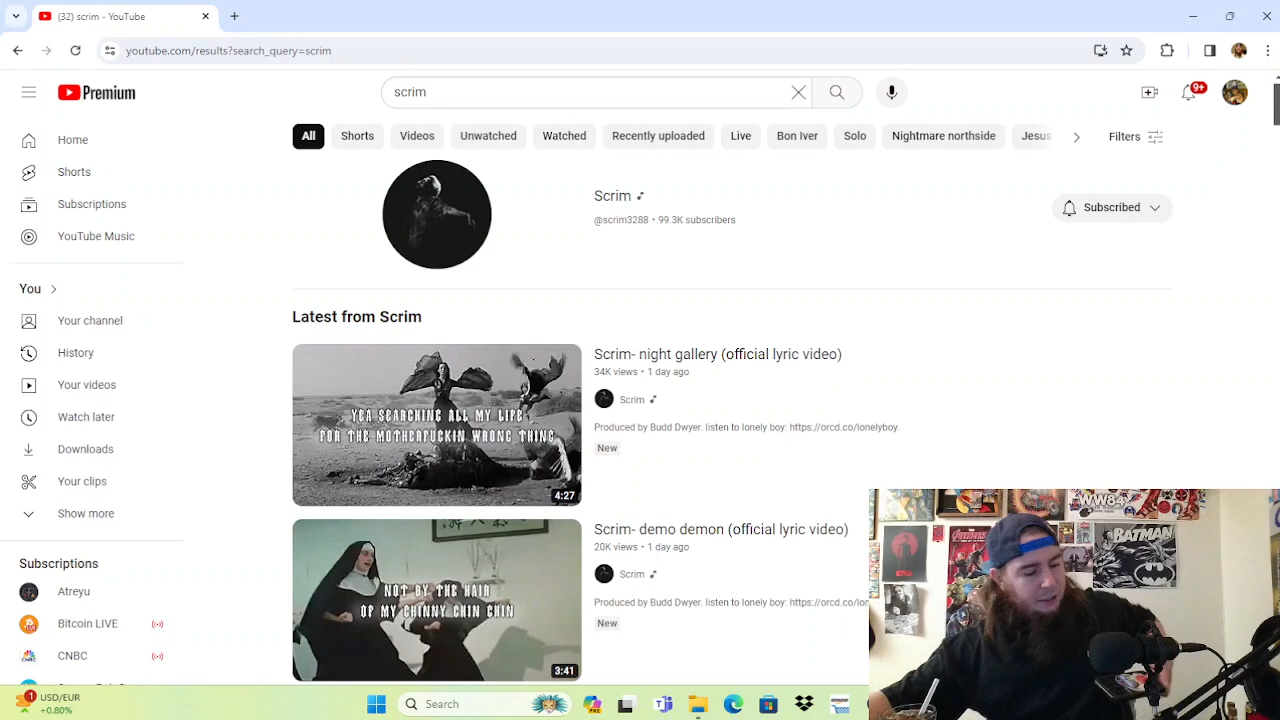 (32) scrim - YouTube
youtube.com/results?search_query=scrim
Premium
scrim
9+
All
Shorts
Videos
Unwatched
Watched
Recently uploaded
Live
Bon Iver
Solo
Nightmare northside
Jesus
Filters
Home
Shorts
Subscriptions
YouTube Music
You
Your channel
History
Your videos
Watch later
Downloads
Your clips
Show more
Subscriptions
Atreyu
Bitcoin LIVE
CNBC
Scrim
@scrim3288 • 99.3K subscribers
Subscribed
Latest from Scrim
YEA SEARCHING ALL MY LIFE
FOR THE MOTHERFUCKIN WRONG THING
4:27
Scrim- night gallery (official lyric video)
34K views • 1 day ago
Scrim
Produced by Budd Dwyer. listen to lonely boy: https://orcd.co/lonelyboy.
New
NOT BY THE HAIR
OF MY CHINNY CHIN CHIN
3:41
Scrim- demo demon (official lyric video)
20K views • 1 day ago
Scrim
Produced by Budd Dwyer. listen to lonely boy: https://orcd.co/lon
New
WW84
BATMAN
1
USD/EUR
+0.80%
Search
PRE